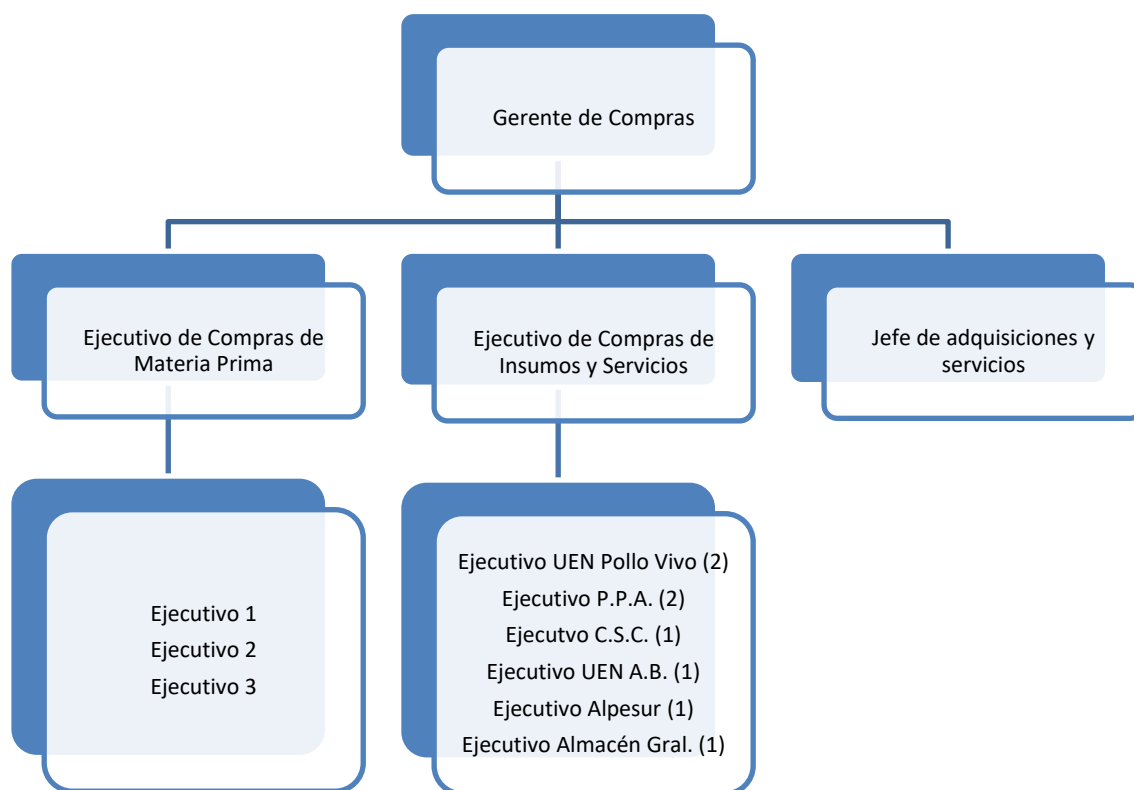 Gerente de Compras
Ejecutivo de Compras de
Materia Prima
Ejecutivo de Compras de
Insumos y Servicios
Jefe de adquisiciones y
servicios
Ejecutivo 1
Ejecutivo 2
Ejecutivo 3
Ejecutivo UEN Pollo Vivo (2)
Ejecutivo P.P.A. (2)
Ejecutvo C.S.C. (1)
Ejecutivo UEN A.B. (1)
Ejecutivo Alpesur (1)
Ejecutivo Almacén Gral. (1)